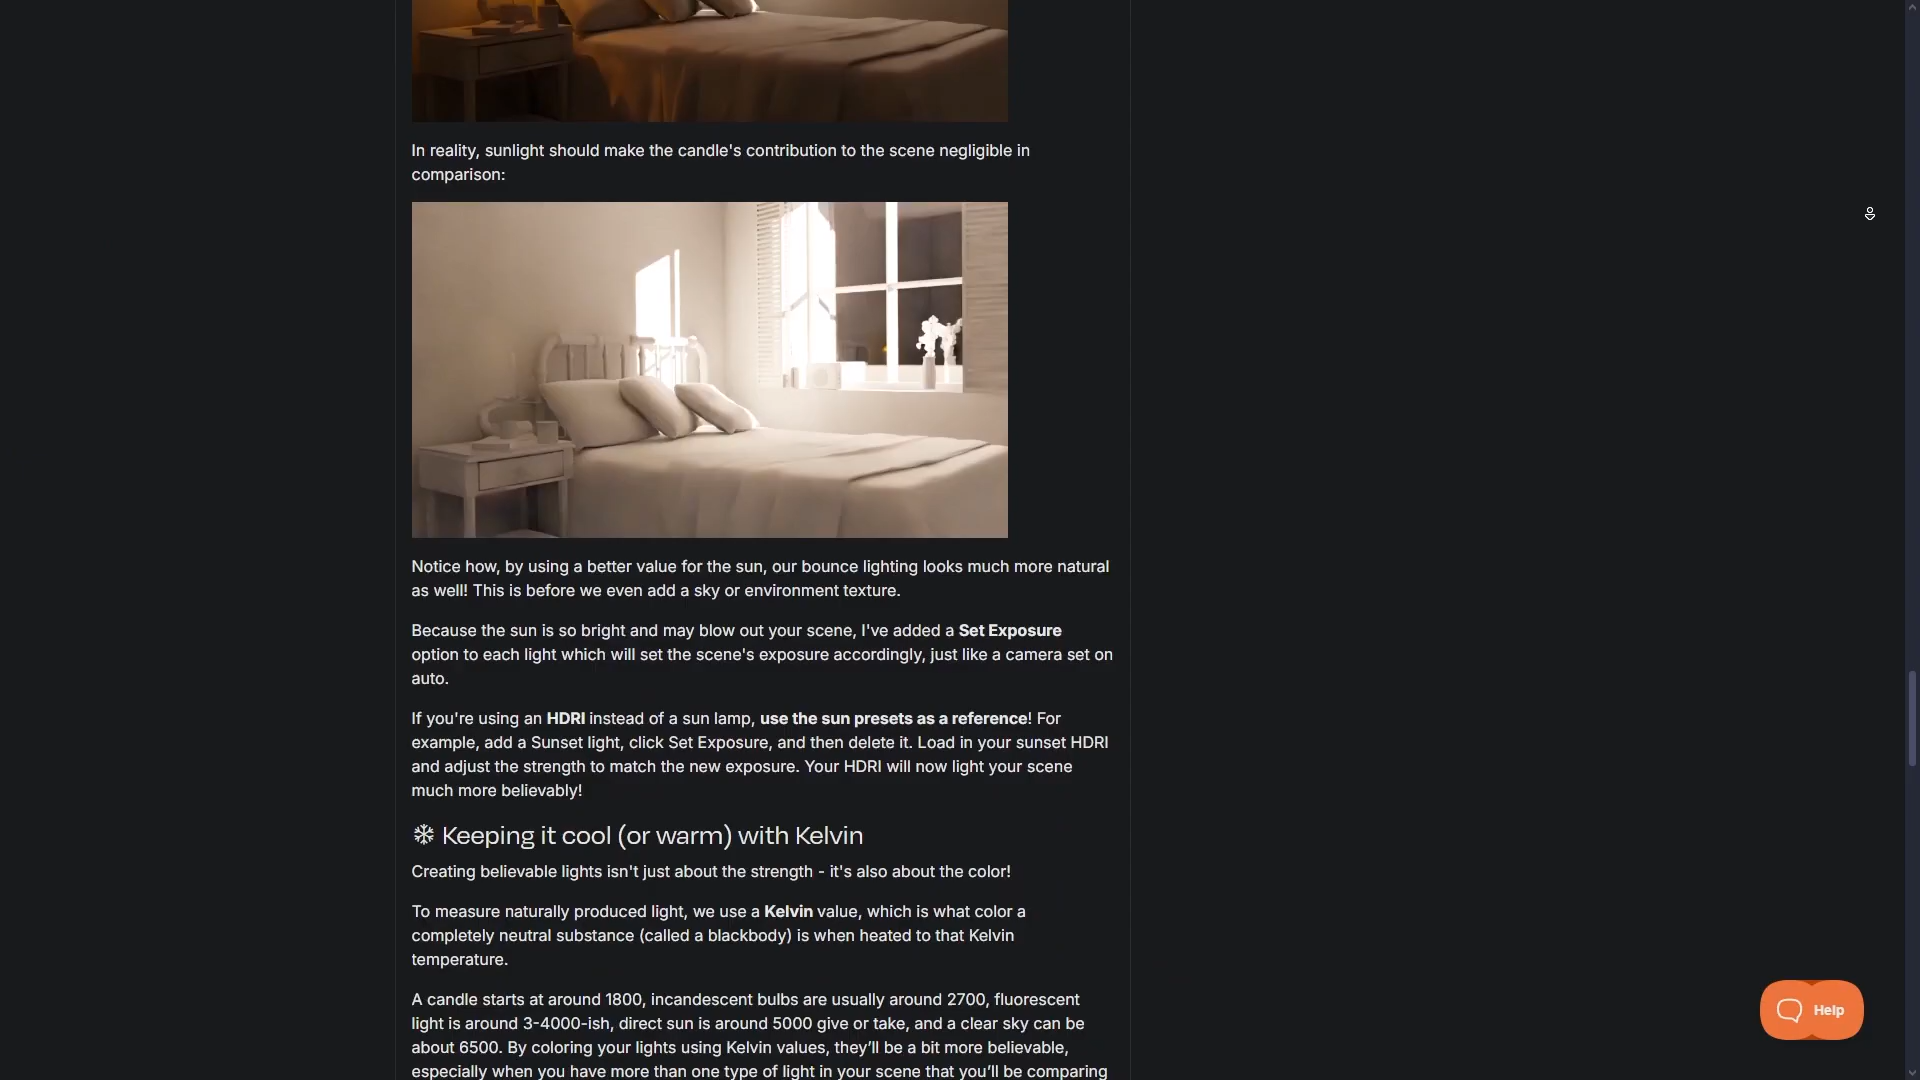 In reality, sunlight should make the candle's contribution to the scene negligible in
comparison:
Notice how, by using a better value for the sun, our bounce lighting looks much more natural
as well! This is before we even add a sky or environment texture.
Because the sun is so bright and may blow out your scene, I've added a Set Exposure
option to each light which will set the scene's exposure accordingly, just like a camera set on
auto.
If you're using an HDRI instead of a sun lamp, use the sun presets as a reference! For
example, add a Sunset light, click Set Exposure, and then delete it. Load in your sunset HDRI
and adjust the strength to match the new exposure. Your HDRI will now light your scene
much more believably!
❄ Keeping it cool (or warm) with Kelvin
Creating believable lights isn't just about the strength - it's also about the color!
To measure naturally produced light, we use a Kelvin value, which is what color a
completely neutral substance (called a blackbody) is when heated to that Kelvin
temperature.
A candle starts at around 1800, incandescent bulbs are usually around 2700, fluorescent
light is around 3-4000-ish, direct sun is around 5000 give or take, and a clear sky can be
about 6500. By coloring your lights using Kelvin values, they’ll be a bit more believable,
especially when you have more than one type of light in your scene that you’ll be comparing
Help